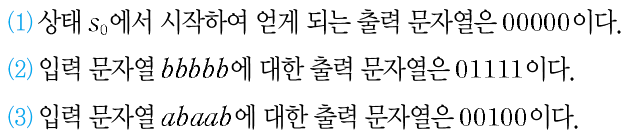 (1) 상태 s₀에서 시작하여 얻게 되는 출력 문자열은 00000이다.
(2) 입력 문자열 bbbbb에 대한 출력 문자열은 01111이다.
(3) 입력 문자열 abaab에 대한 출력 문자열은 00100이다.